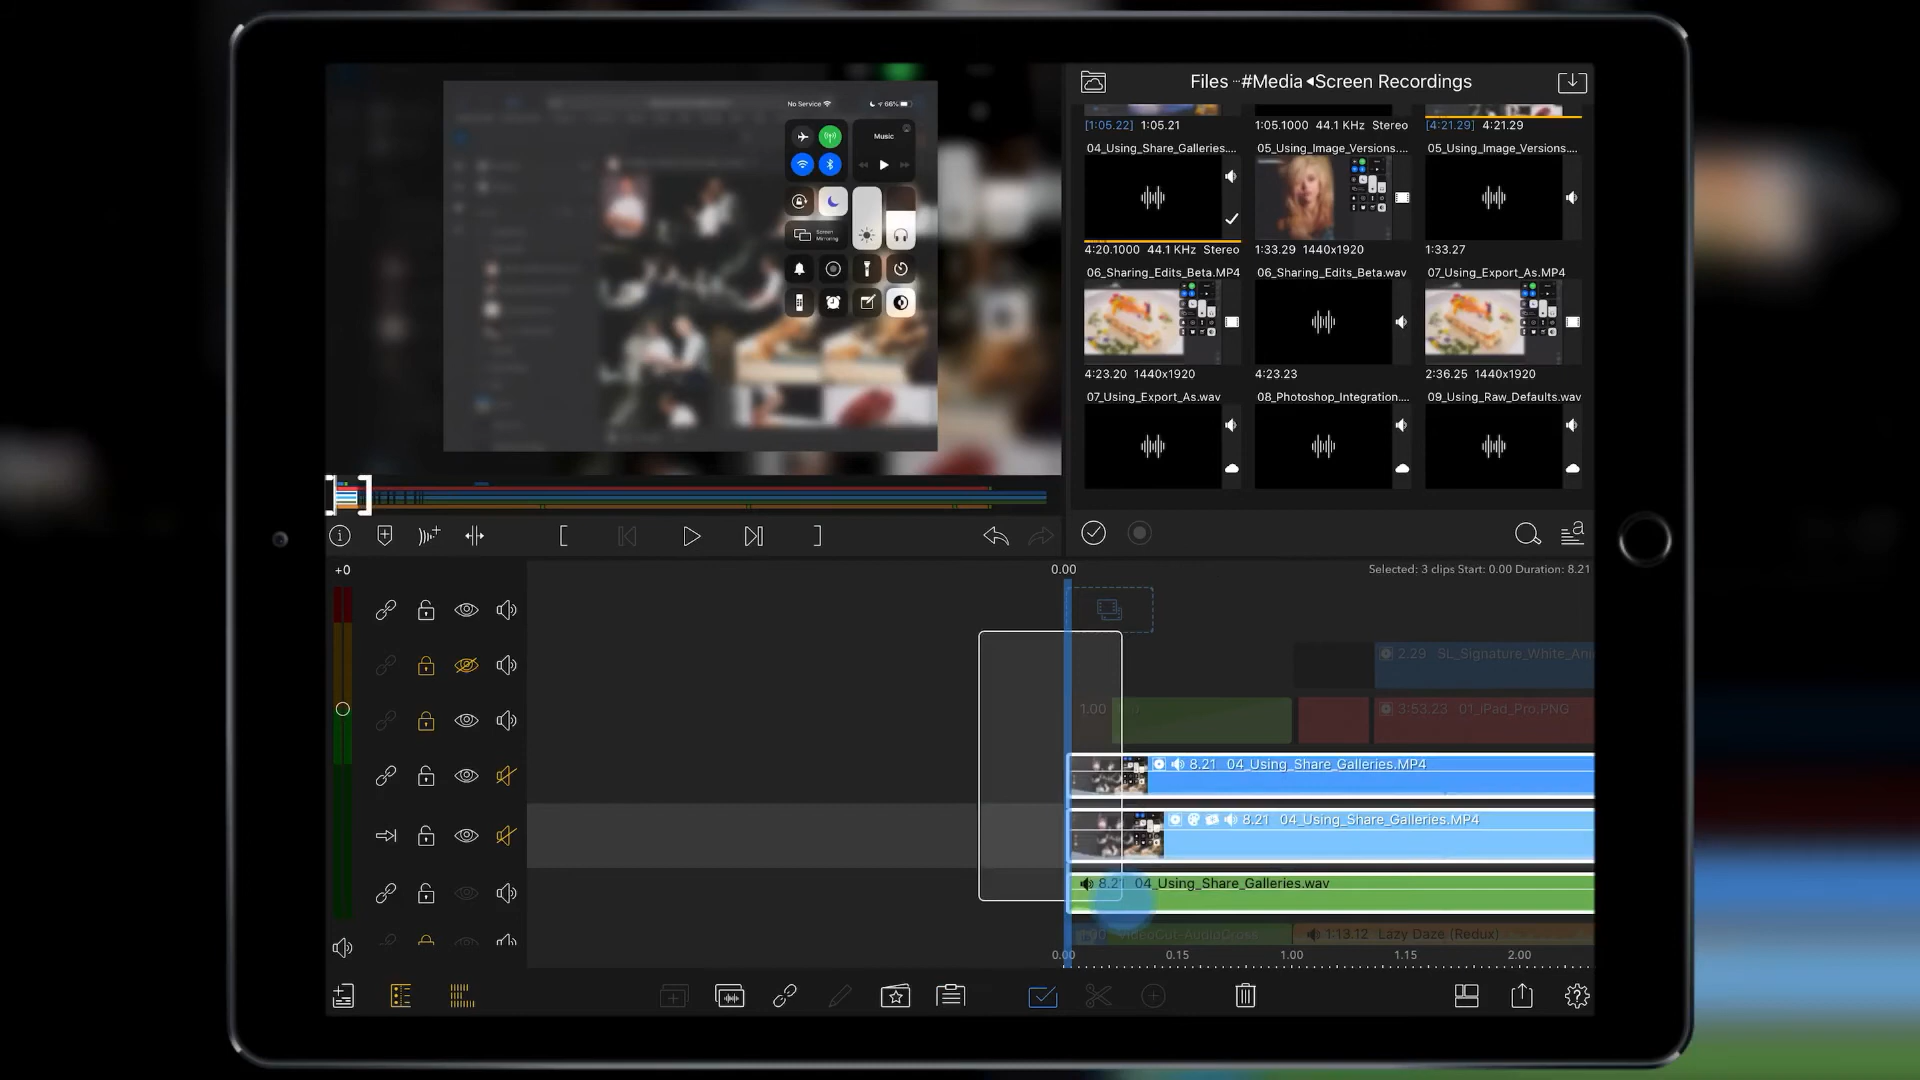 No Service
66%
Music
Screen
Mirroring
Files ··· #Media ◂ Screen Recordings
[1:05.22] 1:05.21
1:05.1000 44.1 KHz Stereo
[4:21.29] 4:21.29
04_Using_Share_Galleries....
05_Using_Image_Versions....
05_Using_Image_Versions....
4:20.1000 44.1 KHz Stereo
1:33.29 1440x1920
1:33.27
06_Sharing_Edits_Beta.MP4
06_Sharing_Edits_Beta.wav
07_Using_Export_As.MP4
4:23.20 1440x1920
4:23.23
2:36.25 1440x1920
07_Using_Export_As.wav
08_Photoshop_Integration....
09_Using_Raw_Defaults.wav
+0
0.00
Selected: 3 clips Start: 0.00 Duration: 8.21
2.29 SL_Signature_White_Ani
1.00
3:53.23 01_iPad_Pro.PNG
8.21 04_Using_Share_Galleries.MP4
8.21 04_Using_Share_Galleries.MP4
8.21 04_Using_Share_Galleries.wav
VideoCut-AudioCross
1:13.12 Lazy Daze (Redux)
0.00 0.15 1.00 1.15 2.00